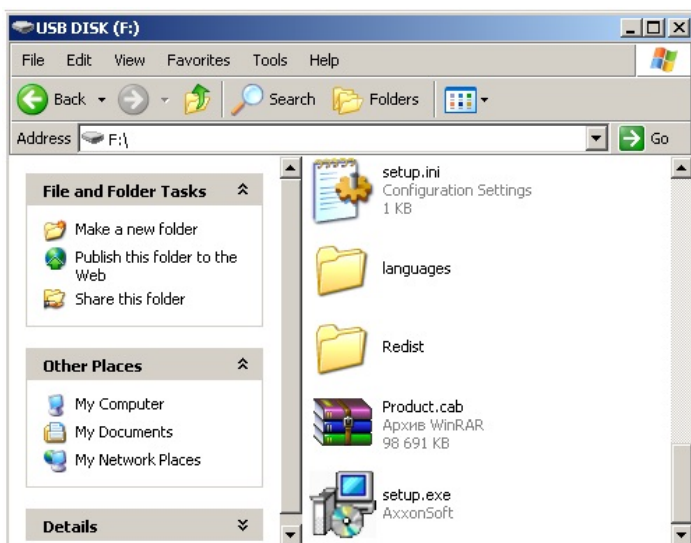 USB DISK (F:)
File Edit View Favorites Tools Help
Back Search Folders
Address F:\ Go
File and Folder Tasks
Make a new folder
Publish this folder to the
Web
Share this folder
Other Places
My Computer
My Documents
My Network Places
Details
setup.ini
Configuration Settings
1 KB
languages
Redist
Product.cab
Архив WinRAR
98 691 KB
setup.exe
AxxonSoft